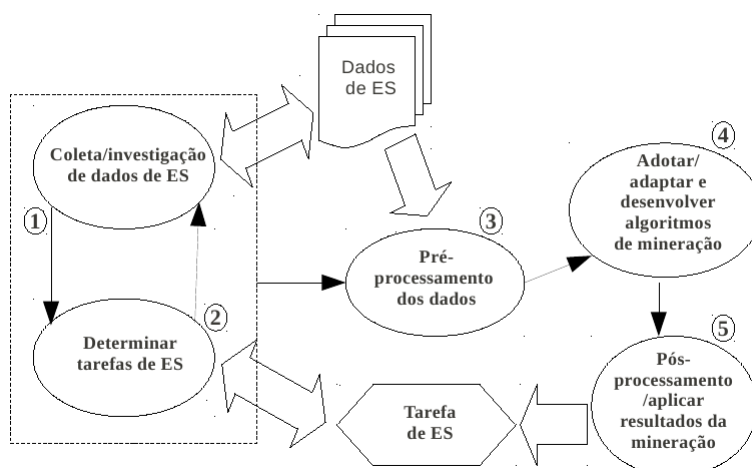 Dados
de ES
Coleta/investigação
de dados de ES
1
2
Determinar
tarefas de ES
3
Pré-
processamento
dos dados
4
Adotar/
adaptar e
desenvolver
algoritmos
de mineração
5
Pós-
processamento
/aplicar
resultados da
mineração
Tarefa
de ES